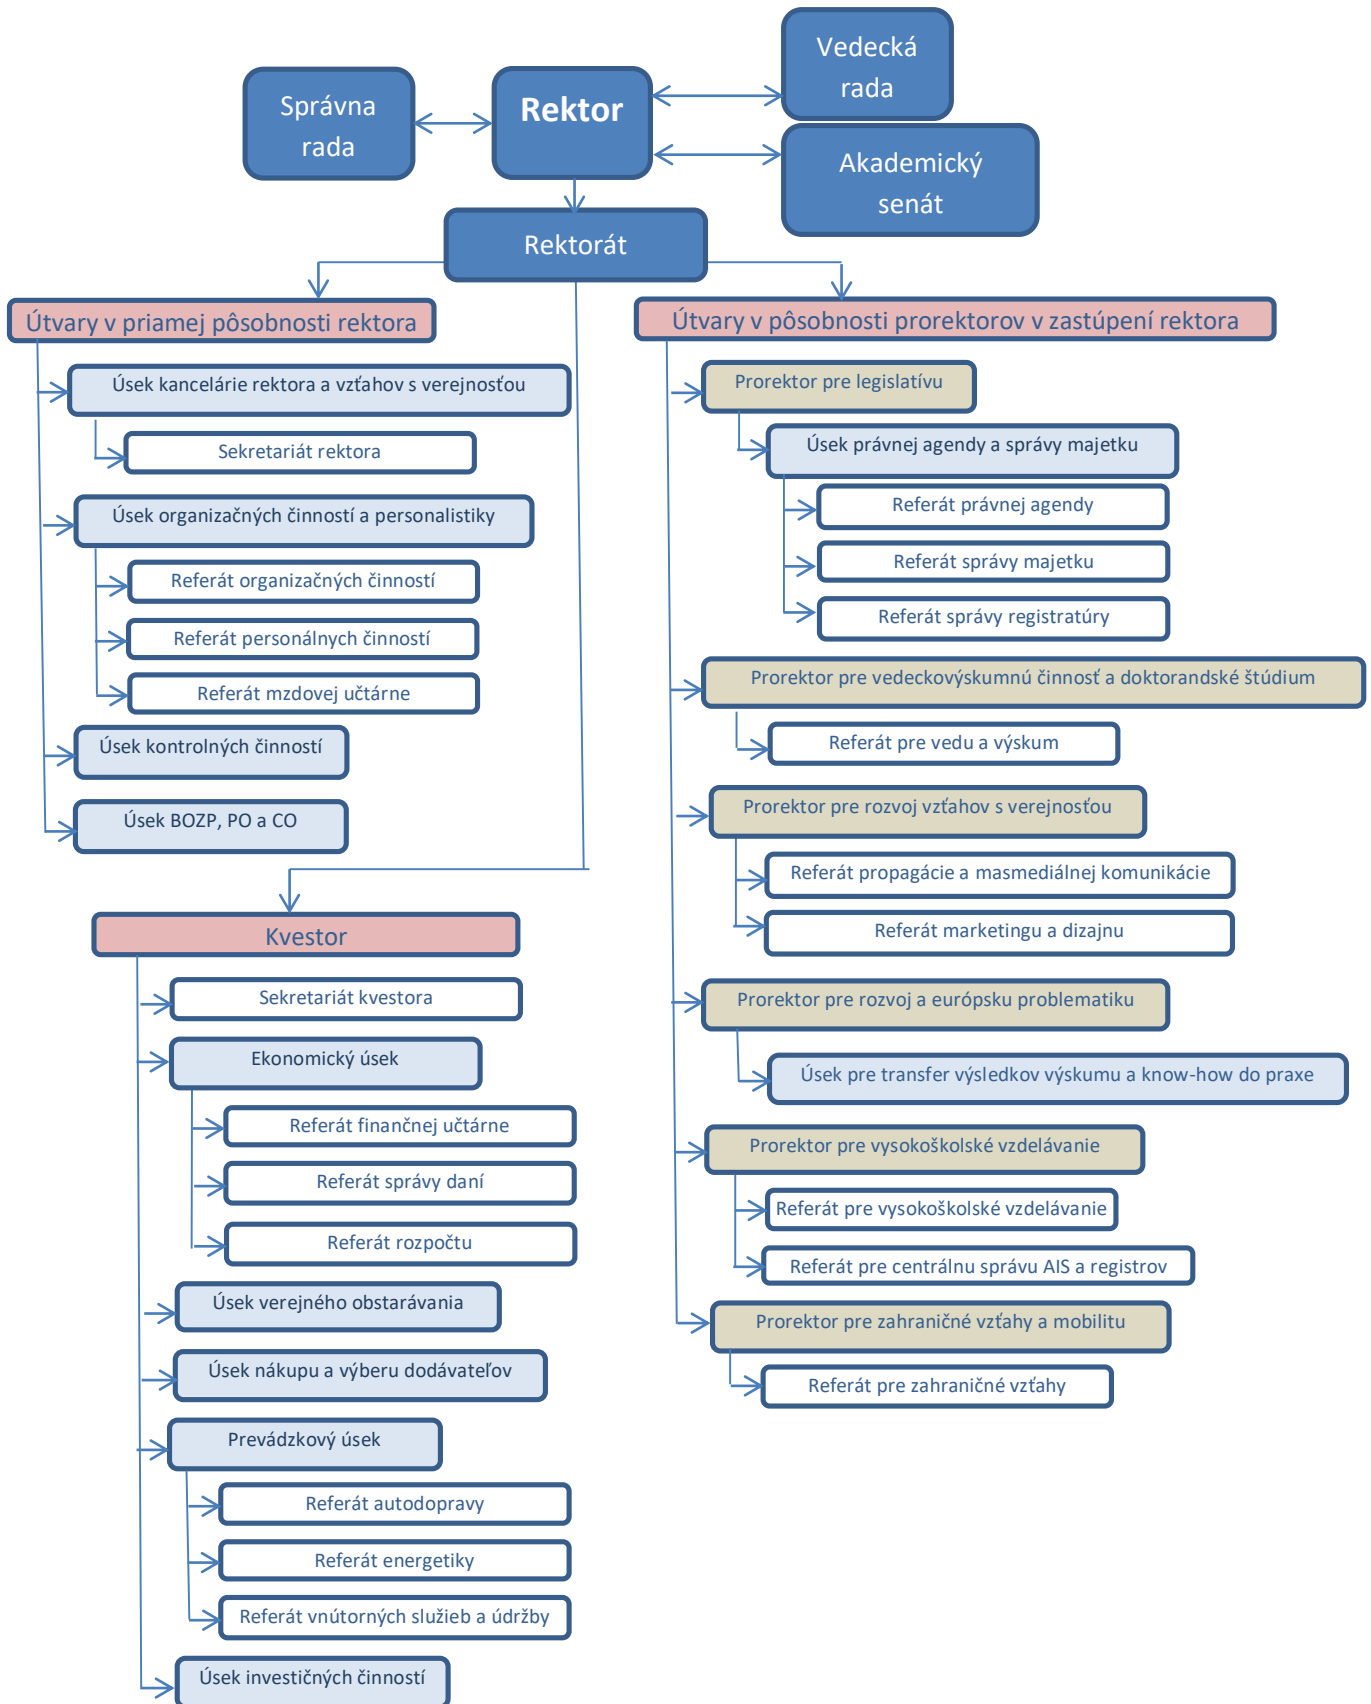 Vedecká
rada
Správna
rada
Rektor
Akademický
senát
Rektorát
Útvary v priamej pôsobnosti rektora
Úsek kancelárie rektora a vzťahov s verejnosťou
Sekretariát rektora
Úsek organizačných činností a personalistiky
Referát organizačných činností
Referát personálnych činností
Referát mzdovej učtárne
Úsek kontrolných činností
Úsek BOZP, PO a CO
Kvestor
Sekretariát kvestora
Ekonomický úsek
Referát finančnej učtárne
Referát správy daní
Referát rozpočtu
Úsek verejného obstarávania
Úsek nákupu a výberu dodávateľov
Prevádzkový úsek
Referát autodopravy
Referát energetiky
Referát vnútorných služieb a údržby
Úsek investičných činností
Útvary v pôsobnosti prorektorov v zastúpení rektora
Prorektor pre legislatívu
Úsek právnej agendy a správy majetku
Referát právnej agendy
Referát správy majetku
Referát správy registratúry
Prorektor pre vedeckovýskumnú činnosť a doktorandské štúdium
Referát pre vedu a výskum
Prorektor pre rozvoj vzťahov s verejnosťou
Referát propagácie a masmediálnej komunikácie
Referát marketingu a dizajnu
Prorektor pre rozvoj a európsku problematiku
Úsek pre transfer výsledkov výskumu a know-how do praxe
Prorektor pre vysokoškolské vzdelávanie
Referát pre vysokoškolské vzdelávanie
Referát pre centrálnu správu AIS a registrov
Prorektor pre zahraničné vzťahy a mobilitu
Referát pre zahraničné vzťahy